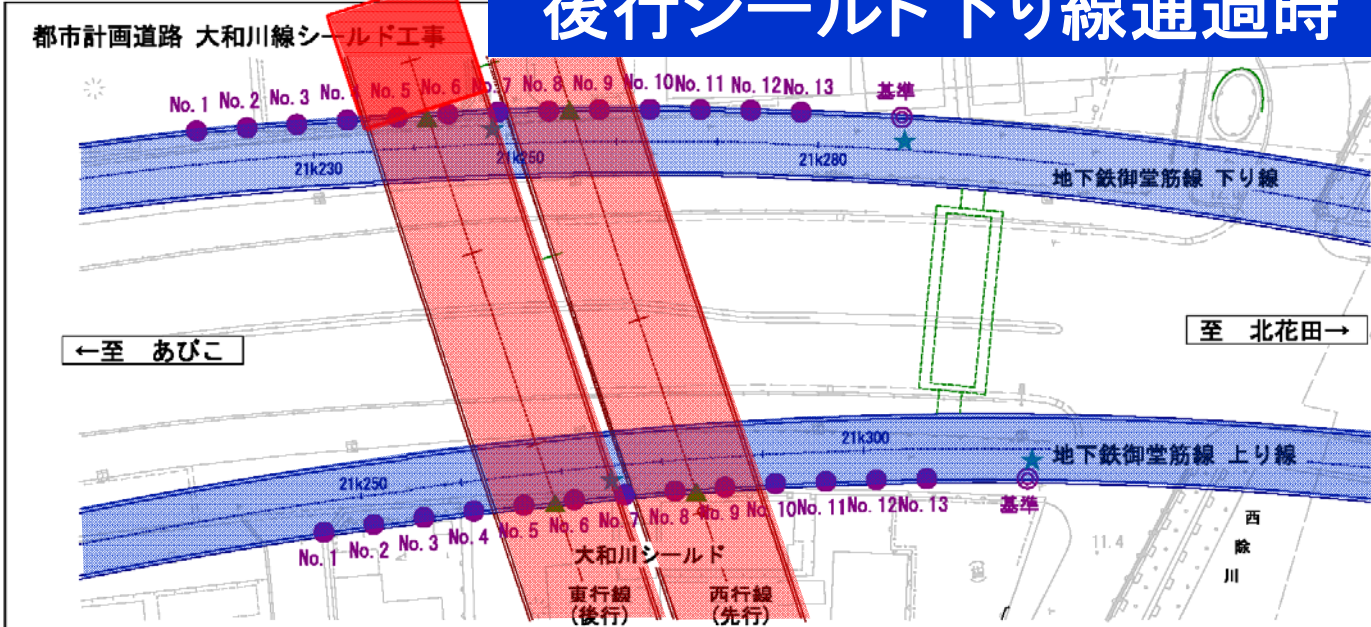 後行シールド下り線通過時
都市計画道路 大和川線シールド工事
No. 1 No. 2 No. 3 No. 4 No. 5 No. 6 No. 7 No. 8 No. 9 No. 10 No. 11 No. 12 No. 13
基準
21k230 21k250 21k280
地下鉄御堂筋線 下り線
←至 あびこ
至 北花田→
21k300
地下鉄御堂筋線 上り線
21k250
No. 1 No. 2 No. 3 No. 4 No. 5 No. 6 No. 7 No. 8 No. 9 No. 10 No. 11 No. 12 No. 13
基準
大和川シールド
東行線
(後行)
西行線
(先行)
11.4
西
除
川